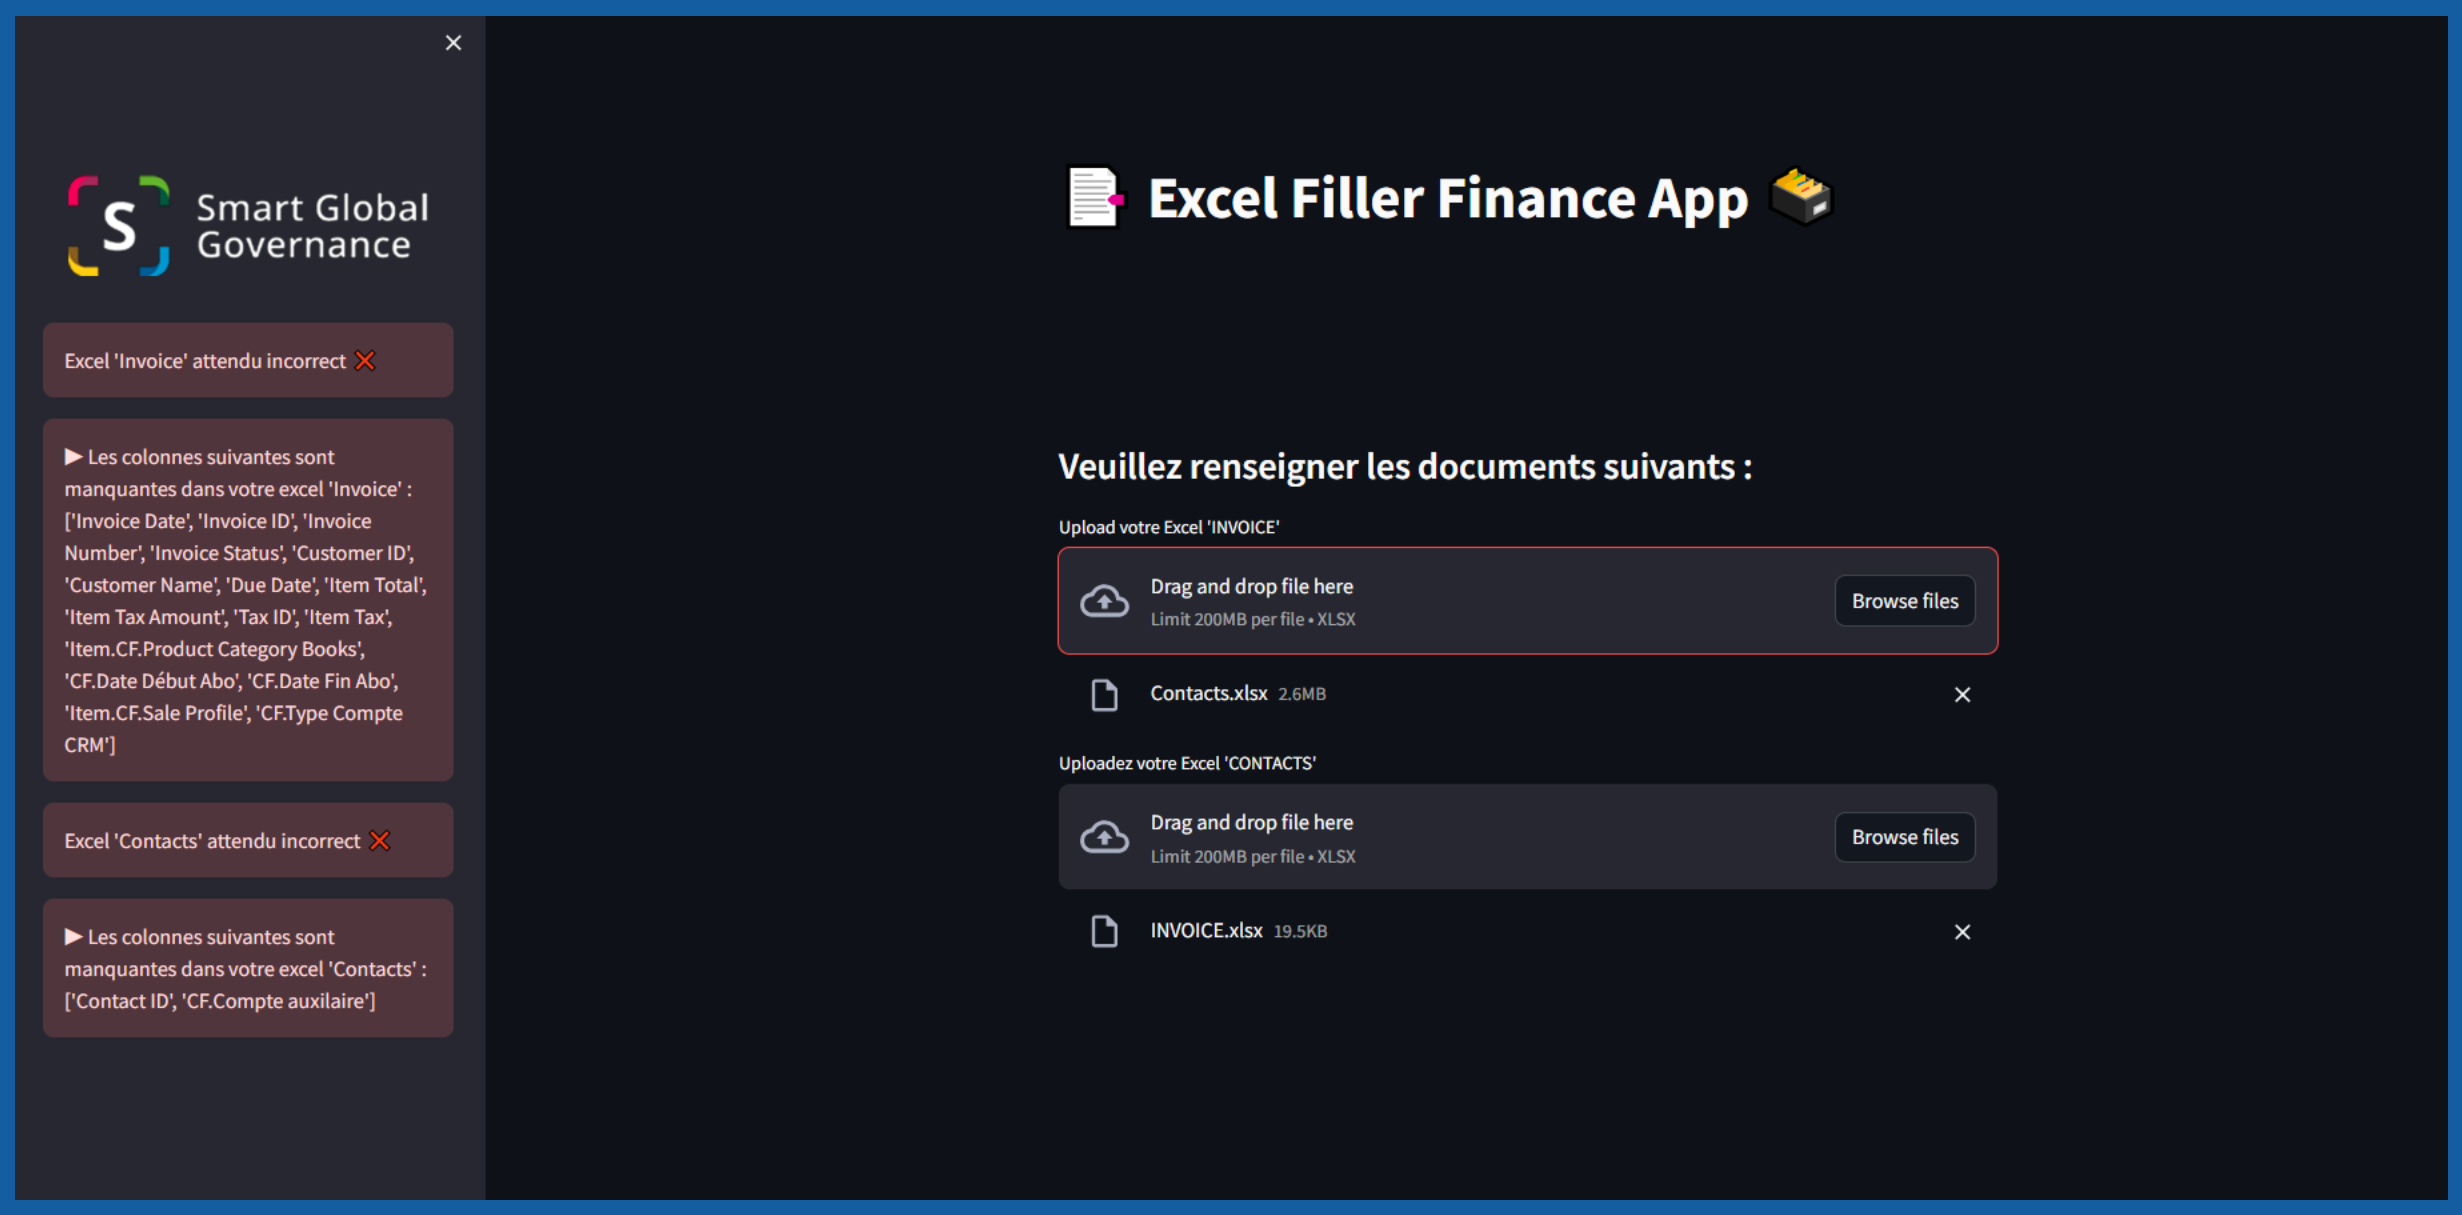 Smart Global
Governance
Excel 'Invoice' attendu incorrect ❌
▶ Les colonnes suivantes sont
manquantes dans votre excel 'Invoice' :
['Invoice Date', 'Invoice ID', 'Invoice
Number', 'Invoice Status', 'Customer ID',
'Customer Name', 'Due Date', 'Item Total',
'Item Tax Amount', 'Tax ID', 'Item Tax',
'Item.CF.Product Category Books',
'CF.Date Début Abo', 'CF.Date Fin Abo',
'Item.CF.Sale Profile', 'CF.Type Compte
CRM']
Excel 'Contacts' attendu incorrect ❌
▶ Les colonnes suivantes sont
manquantes dans votre excel 'Contacts' :
['Contact ID', 'CF.Compte auxilaire']
Excel Filler Finance App
Veuillez renseigner les documents suivants :
Upload votre Excel 'INVOICE'
Drag and drop file here
Limit 200MB per file • XLSX
Browse files
Contacts.xlsx 2.6MB
Uploadez votre Excel 'CONTACTS'
Drag and drop file here
Limit 200MB per file • XLSX
Browse files
INVOICE.xlsx 19.5KB